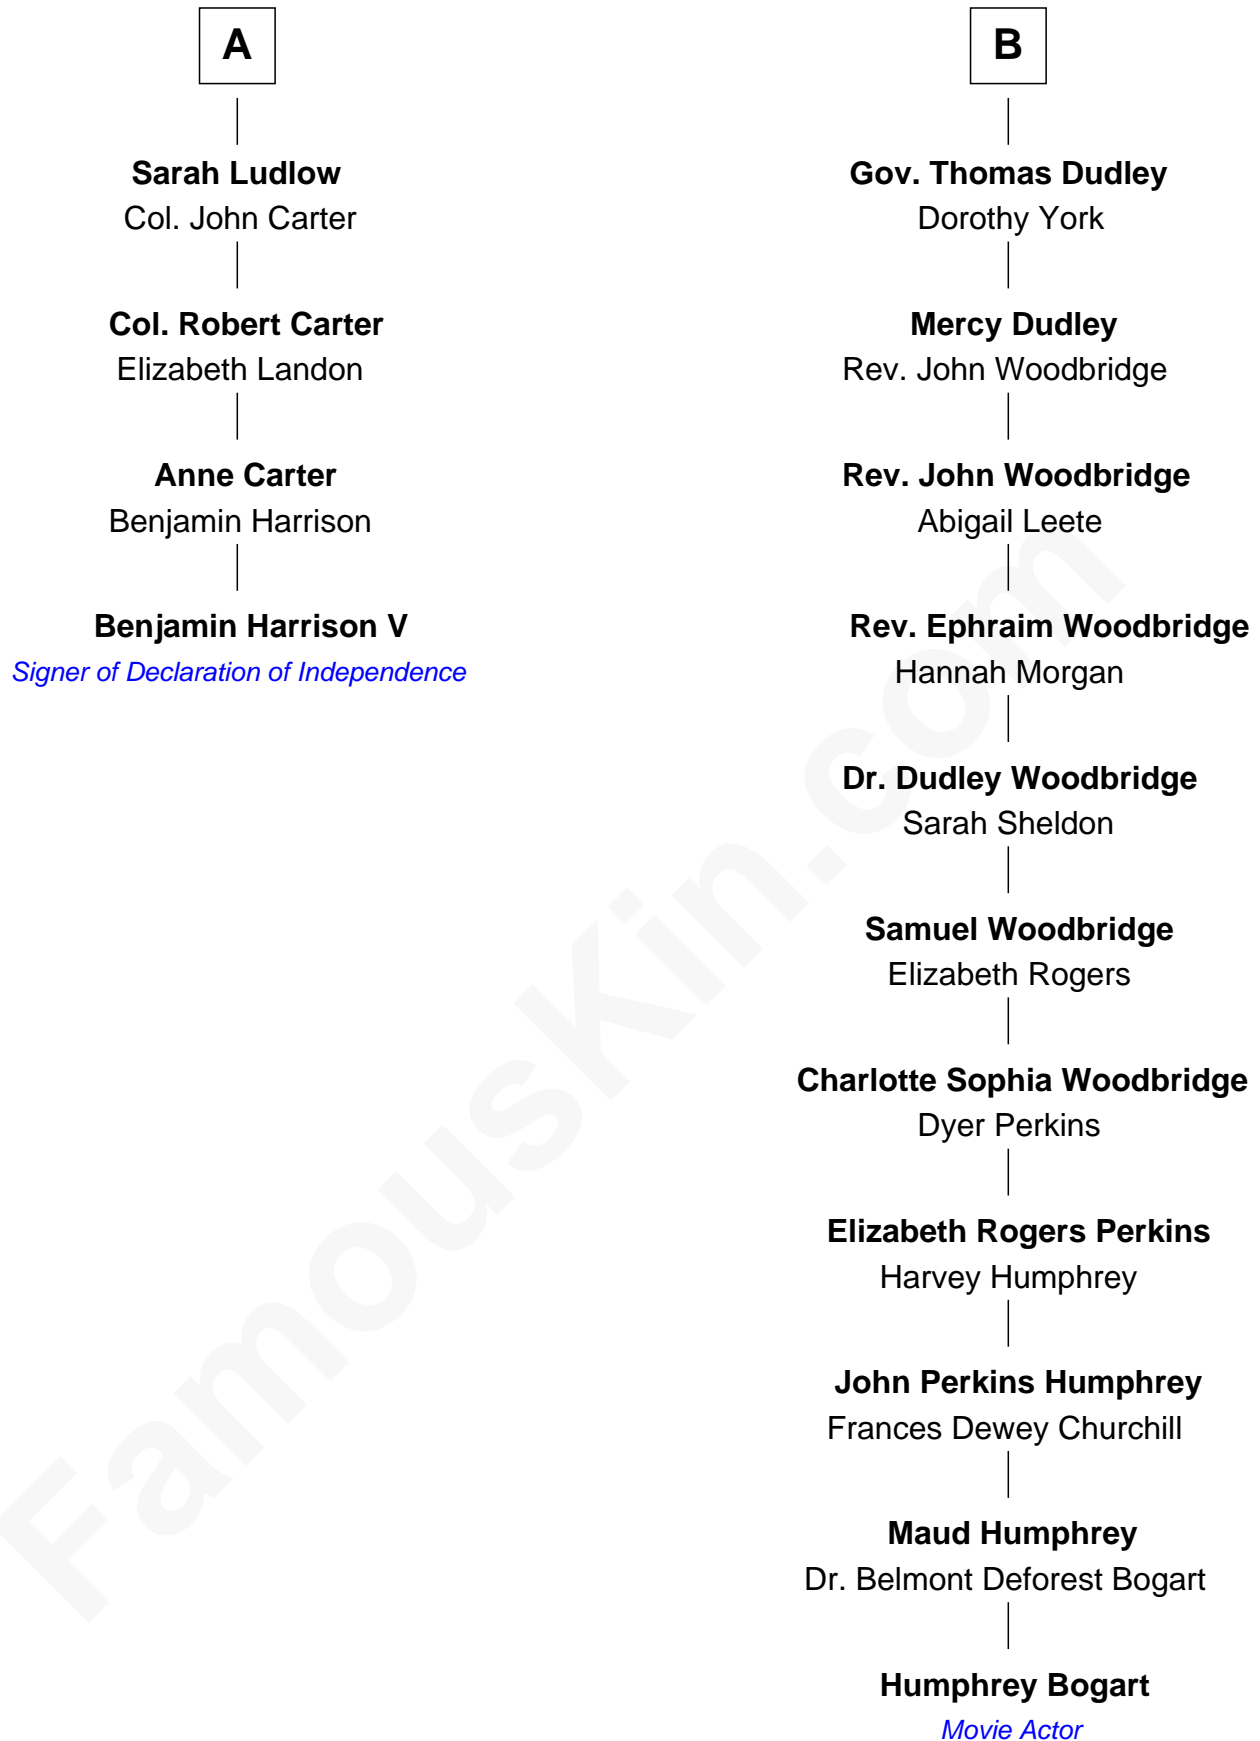 A
Sarah Ludlow
Col. John Carter
Col. Robert Carter
Elizabeth Landon
Anne Carter
Benjamin Harrison
Benjamin Harrison V
Signer of Declaration of Independence
B
Gov. Thomas Dudley
Dorothy York
Mercy Dudley
Rev. John Woodbridge
Rev. John Woodbridge
Abigail Leete
Rev. Ephraim Woodbridge
Hannah Morgan
Dr. Dudley Woodbridge
Sarah Sheldon
Samuel Woodbridge
Elizabeth Rogers
Charlotte Sophia Woodbridge
Dyer Perkins
Elizabeth Rogers Perkins
Harvey Humphrey
John Perkins Humphrey
Frances Dewey Churchill
Maud Humphrey
Dr. Belmont Deforest Bogart
Humphrey Bogart
Movie Actor
FamousKin.com